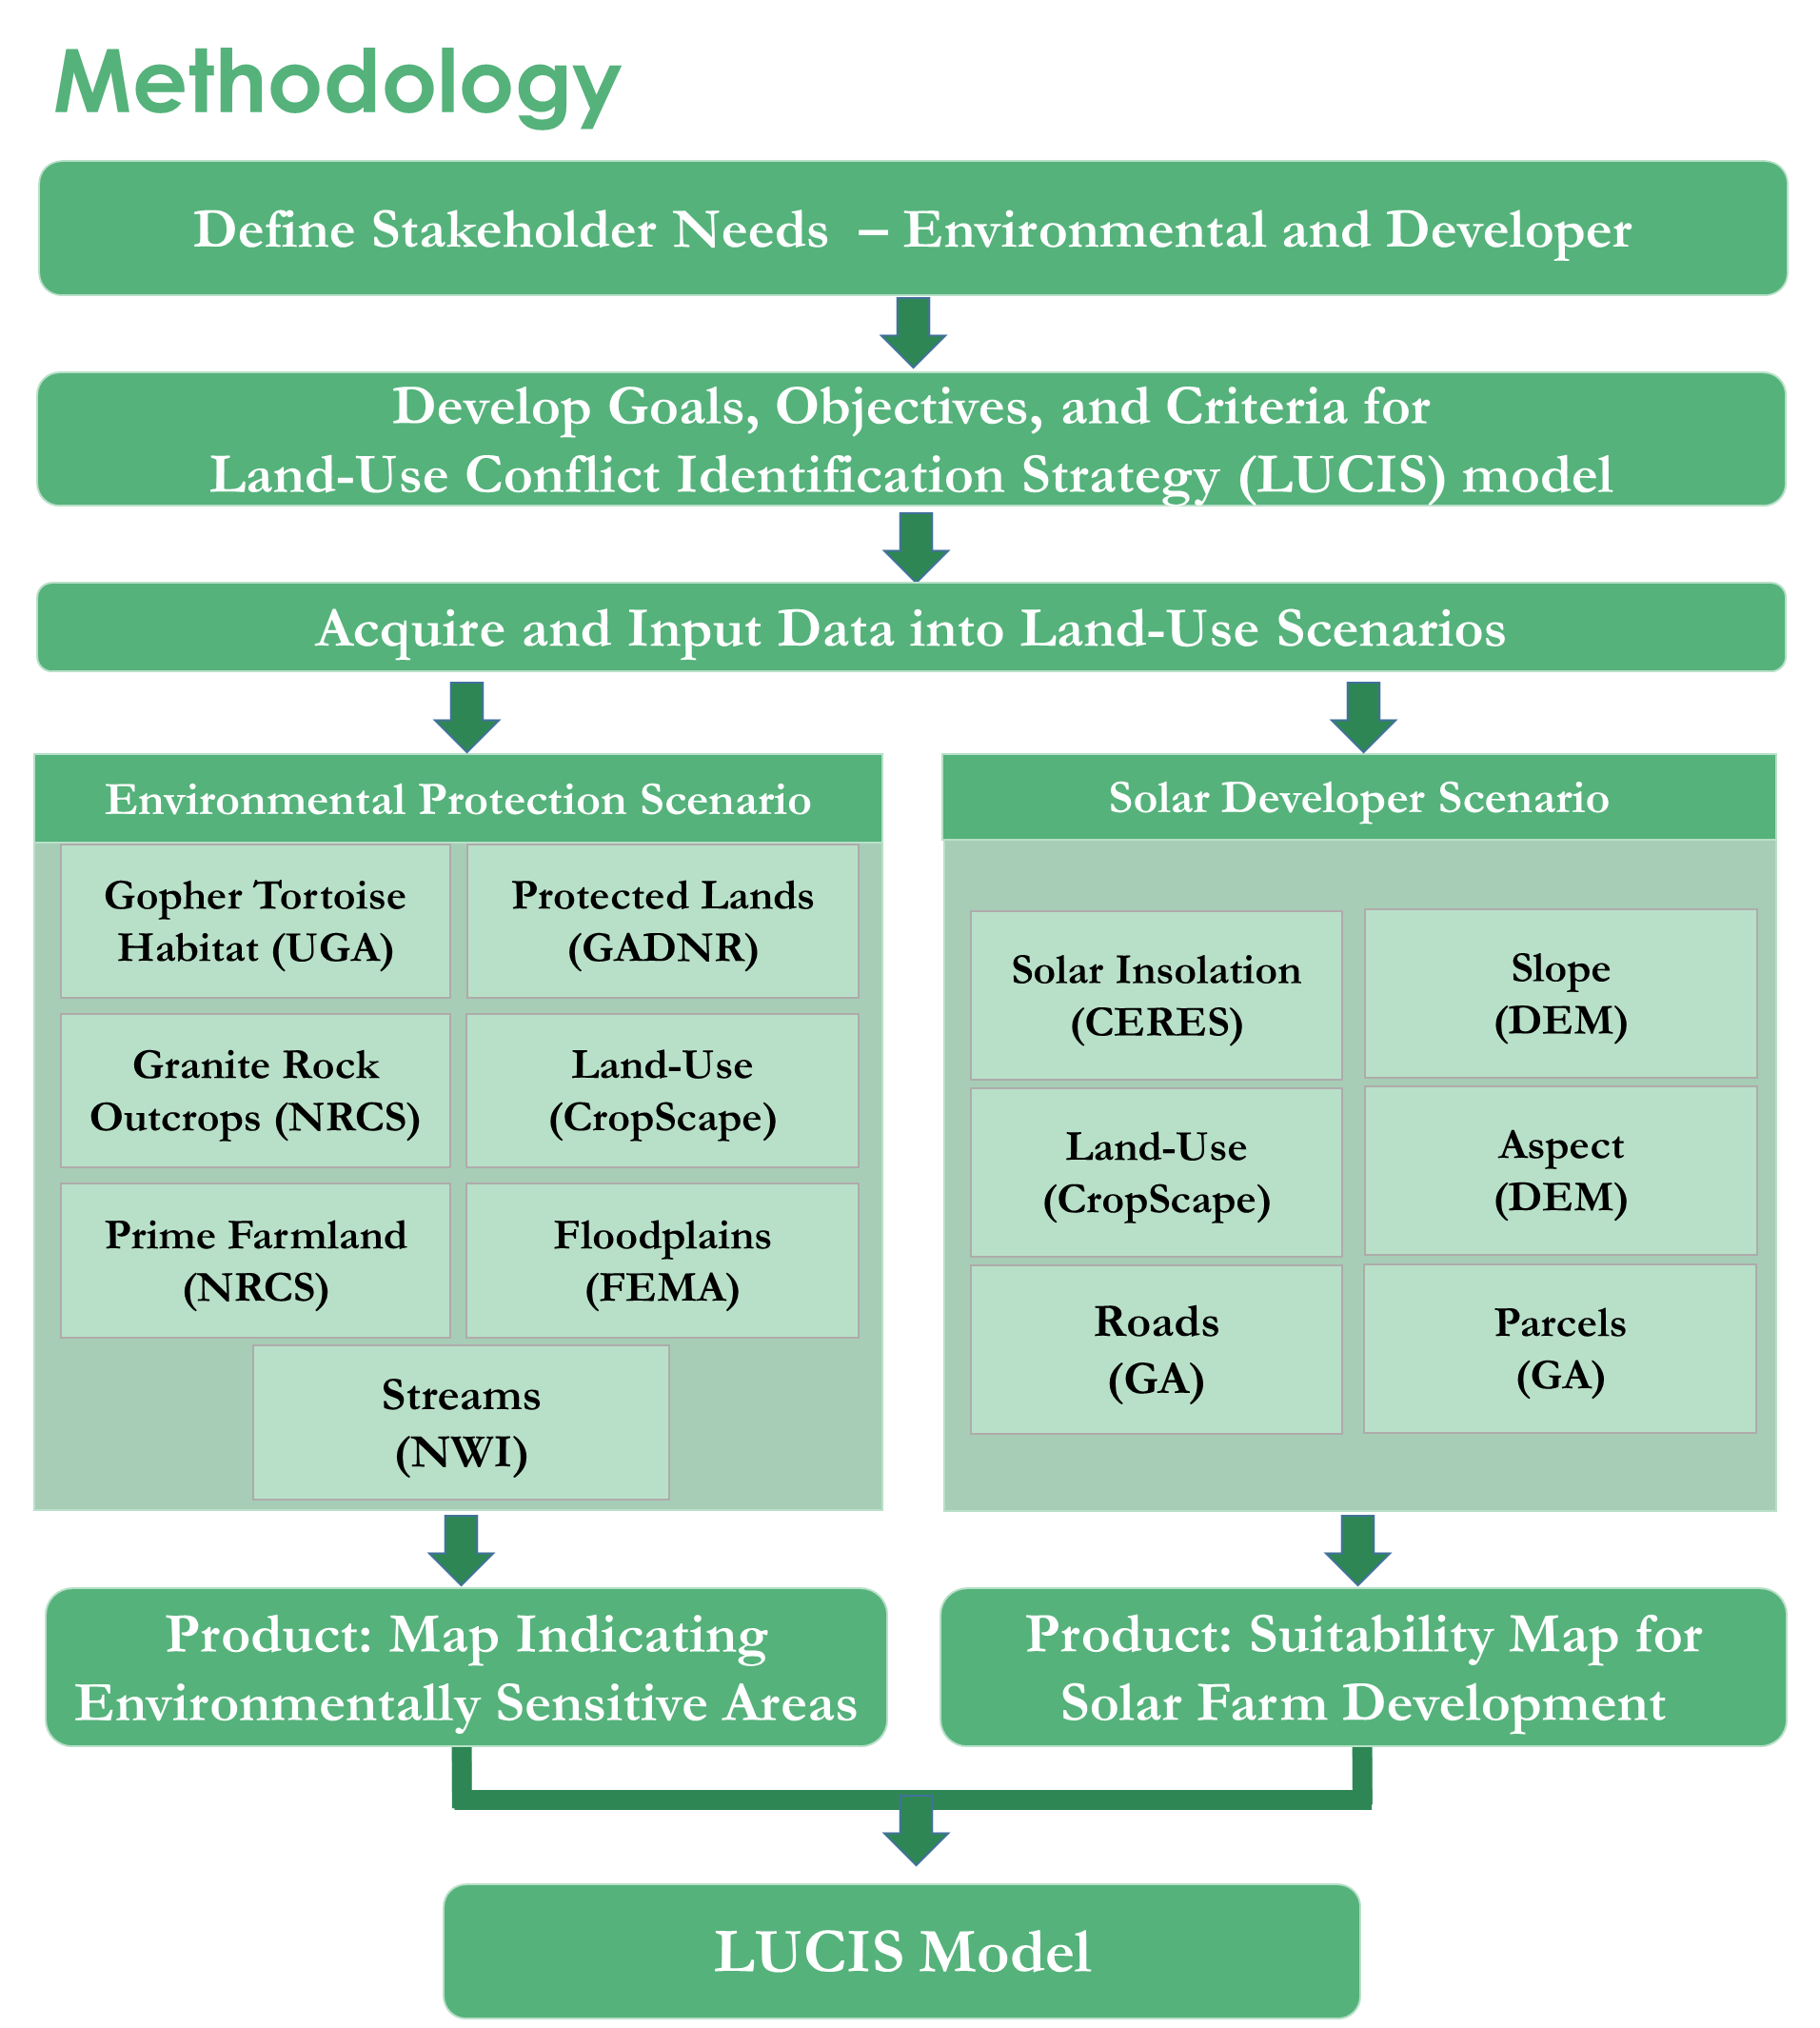 Methodology
Define Stakeholder Needs – Environmental and Developer
Develop Goals, Objectives, and Criteria for
Land-Use Conflict Identification Strategy (LUCIS) model
Acquire and Input Data into Land-Use Scenarios
Environmental Protection Scenario
Gopher Tortoise
Habitat (UGA)
Protected Lands
(GADNR)
Granite Rock
Outcrops (NRCS)
Land-Use
(CropScape)
Prime Farmland
(NRCS)
Floodplains
(FEMA)
Streams
(NWI)
Solar Developer Scenario
Solar Insolation
(CERES)
Slope
(DEM)
Land-Use
(CropScape)
Aspect
(DEM)
Roads
(GA)
Parcels
(GA)
Product: Map Indicating
Environmentally Sensitive Areas
Product: Suitability Map for
Solar Farm Development
LUCIS Model